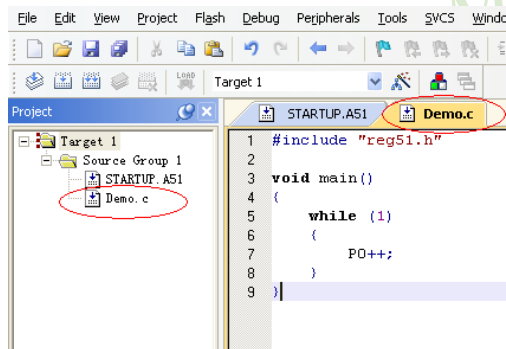 File Edit View Project Flash Debug Peripherals Tools SVCS Windo
LOAD Target 1
Project
STARTUP.A51 Demo.c
Target 1
Source Group 1
STARTUP.A51
Demo.c
1 #include "reg51.h"
2
3 void main()
4 {
5 while (1)
6 {
7 P0++;
8 }
9 }